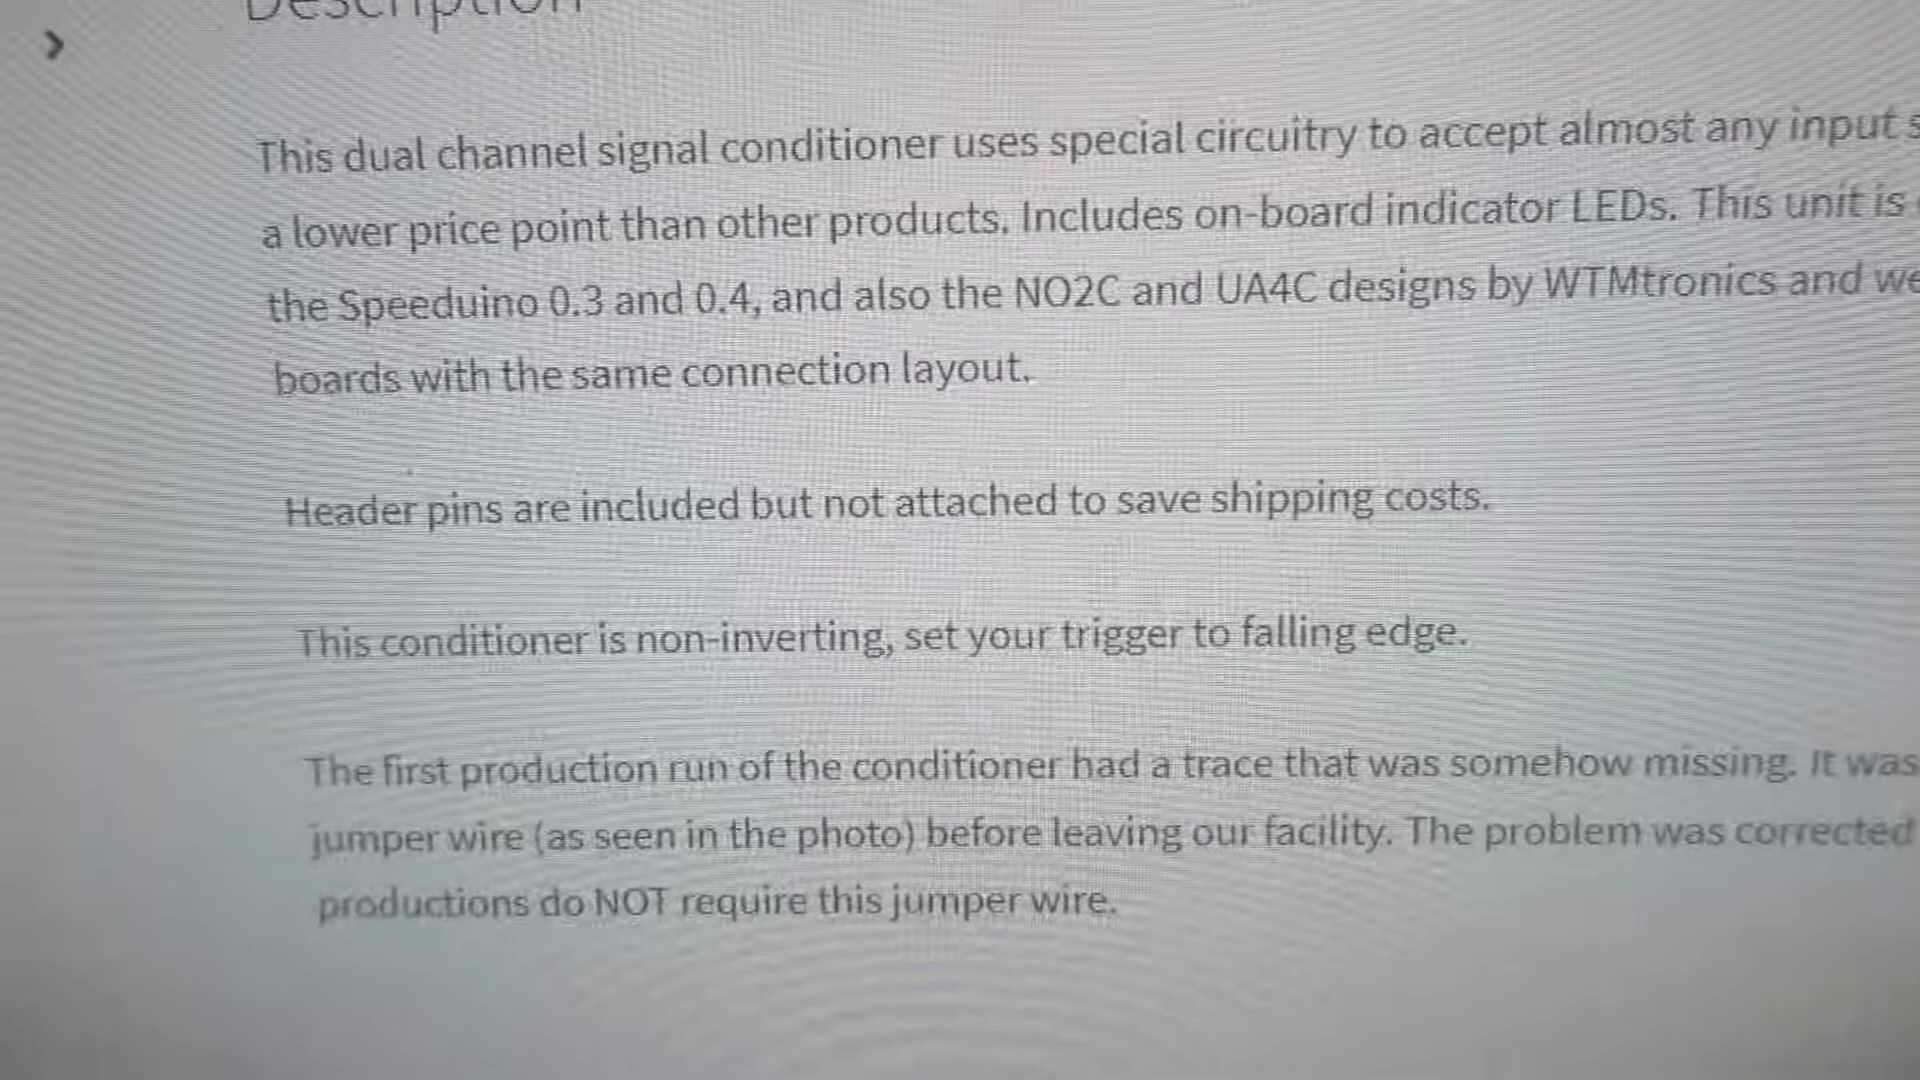 Description
This dual channel signal conditioner uses special circuitry to accept almost any input
a lower price point than other products. Includes on-board indicator LEDs. This unit is
the Speeduino 0.3 and 0.4, and also the NO2C and UA4C designs by WTMtronics and we
boards with the same connection layout.
Header pins are included but not attached to save shipping costs.
This conditioner is non-inverting, set your trigger to falling edge.
The first production run of the conditioner had a trace that was somehow missing. It was
jumper wire (as seen in the photo) before leaving our facility. The problem was corrected
productions do NOT require this jumper wire.